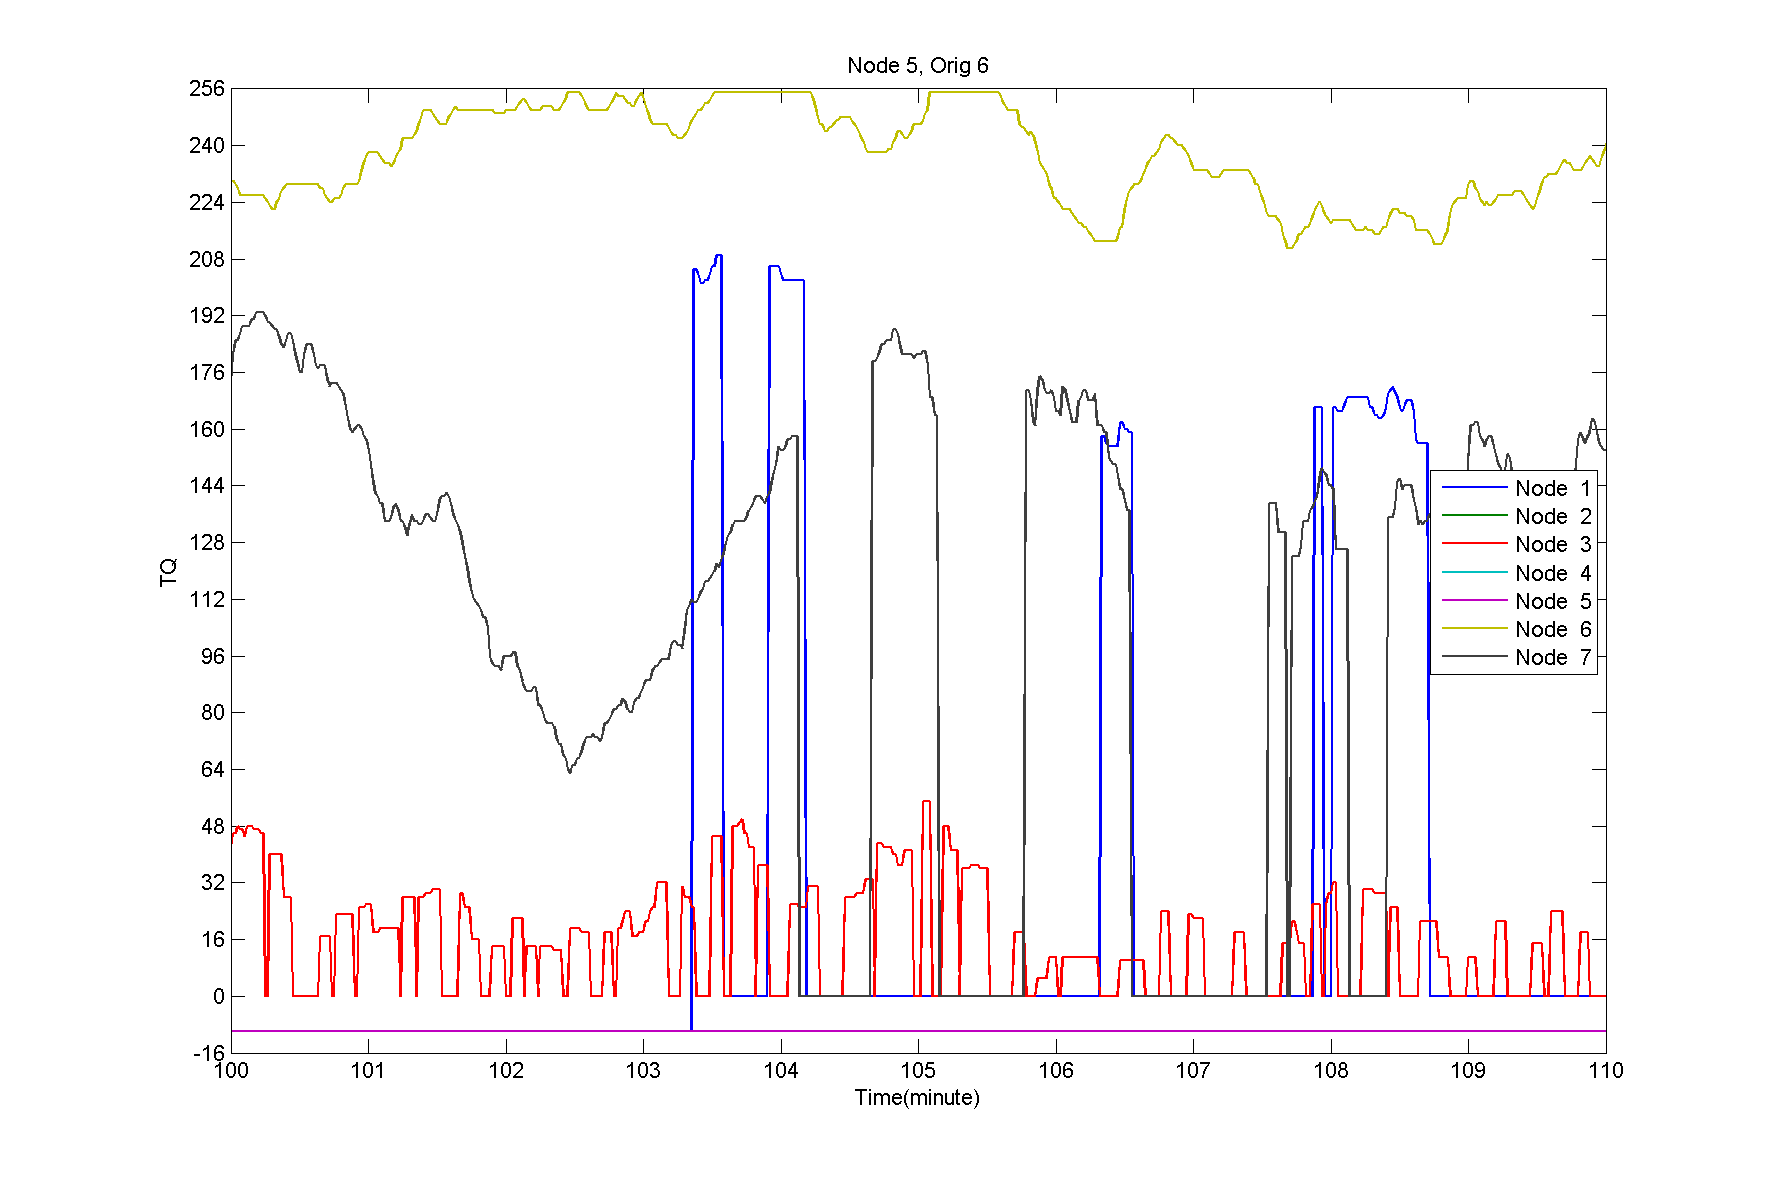 Node 5, Orig 6
256
240
224
208
192
176
160
144
128
112
96
80
64
48
32
16
0
-16
TQ
Node 1
Node 2
Node 3
Node 4
Node 5
Node 6
Node 7
100 101 102 103 104 105 106 107 108 109 110
Time(minute)